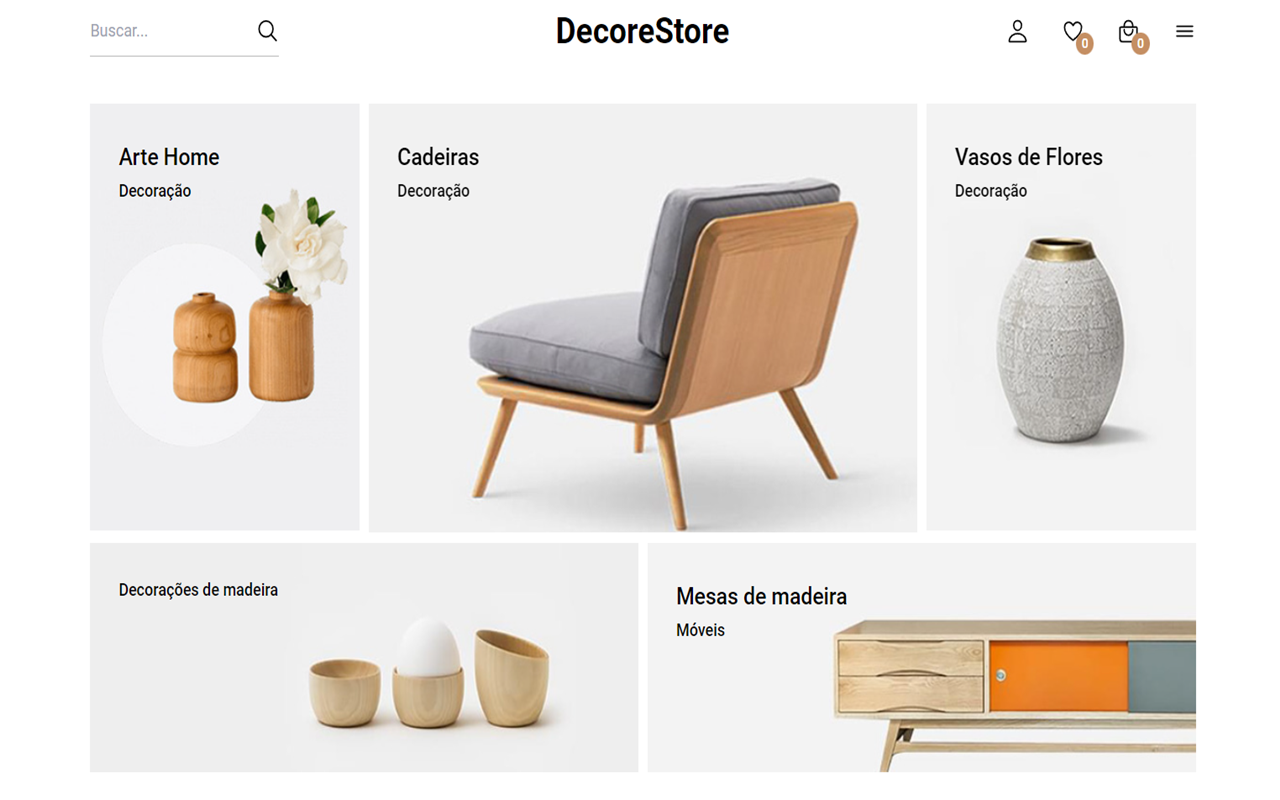 Buscar...
DecoreStore
0
0
Arte Home
Decoração
Cadeiras
Decoração
Vasos de Flores
Decoração
Decorações de madeira
Mesas de madeira
Móveis